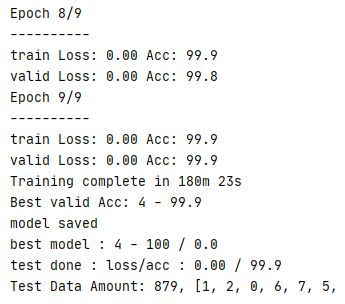 Epoch 8/9
----------
train Loss: 0.00 Acc: 99.9
valid Loss: 0.00 Acc: 99.8
Epoch 9/9
----------
train Loss: 0.00 Acc: 99.9
valid Loss: 0.00 Acc: 99.9
Training complete in 180m 23s
Best valid Acc: 4 - 99.9
model saved
best model : 4 - 100 / 0.0
test done : loss/acc : 0.00 / 99.9
Test Data Amount: 879, [1, 2, 0, 6, 7, 5,